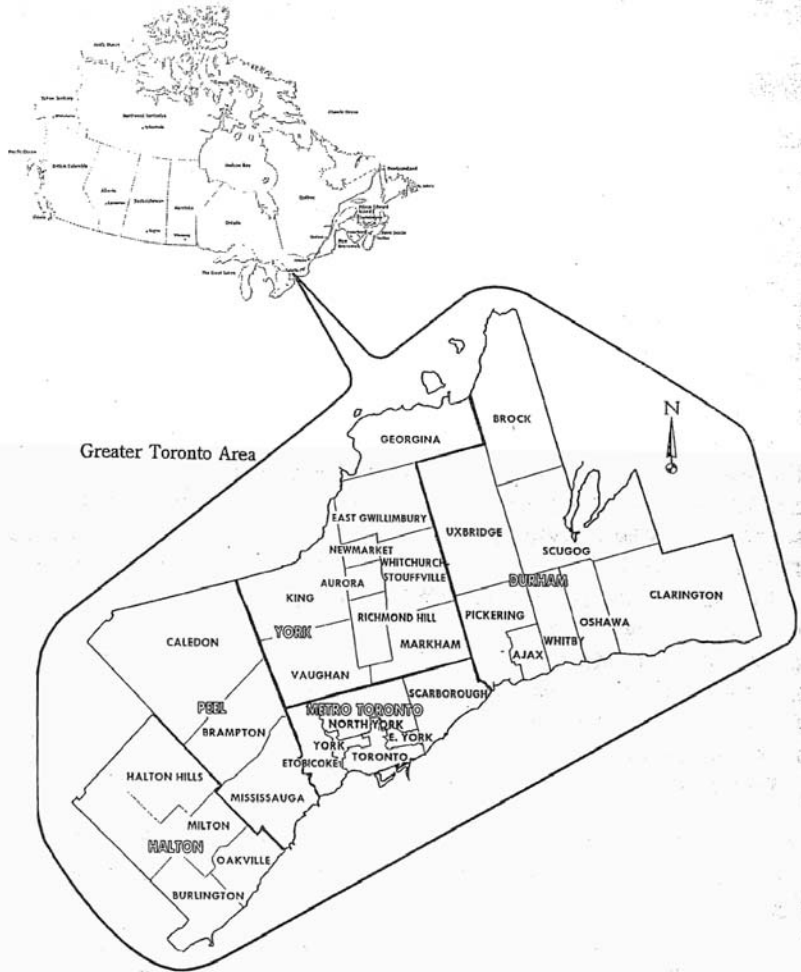 Yukon Territory
Northwest Territories
British Columbia
Alberta
Saskatchewan
Manitoba
Hudson Bay
Ontario
Quebec
Newfoundland
The Great Lakes
Greater Toronto Area
N
BROCK
GEORGINA
EAST GWILLIMBURY
UXBRIDGE
SCUGOG
NEWMARKET
WHITCHURCH
STOUFFVILLE
AURORA
DURHAM
KING
CLARINGTON
RICHMOND HILL
PICKERING
OSHAWA
YORK
CALEDON
MARKHAM
WHITBY
AJAX
VAUGHAN
SCARBOROUGH
PEEL
METRO TORONTO
NORTH YORK
BRAMPTON
E. YORK
YORK
TORONTO
ETOBICOKE
HALTON HILLS
MISSISSAUGA
MILTON
HALTON
OAKVILLE
BURLINGTON